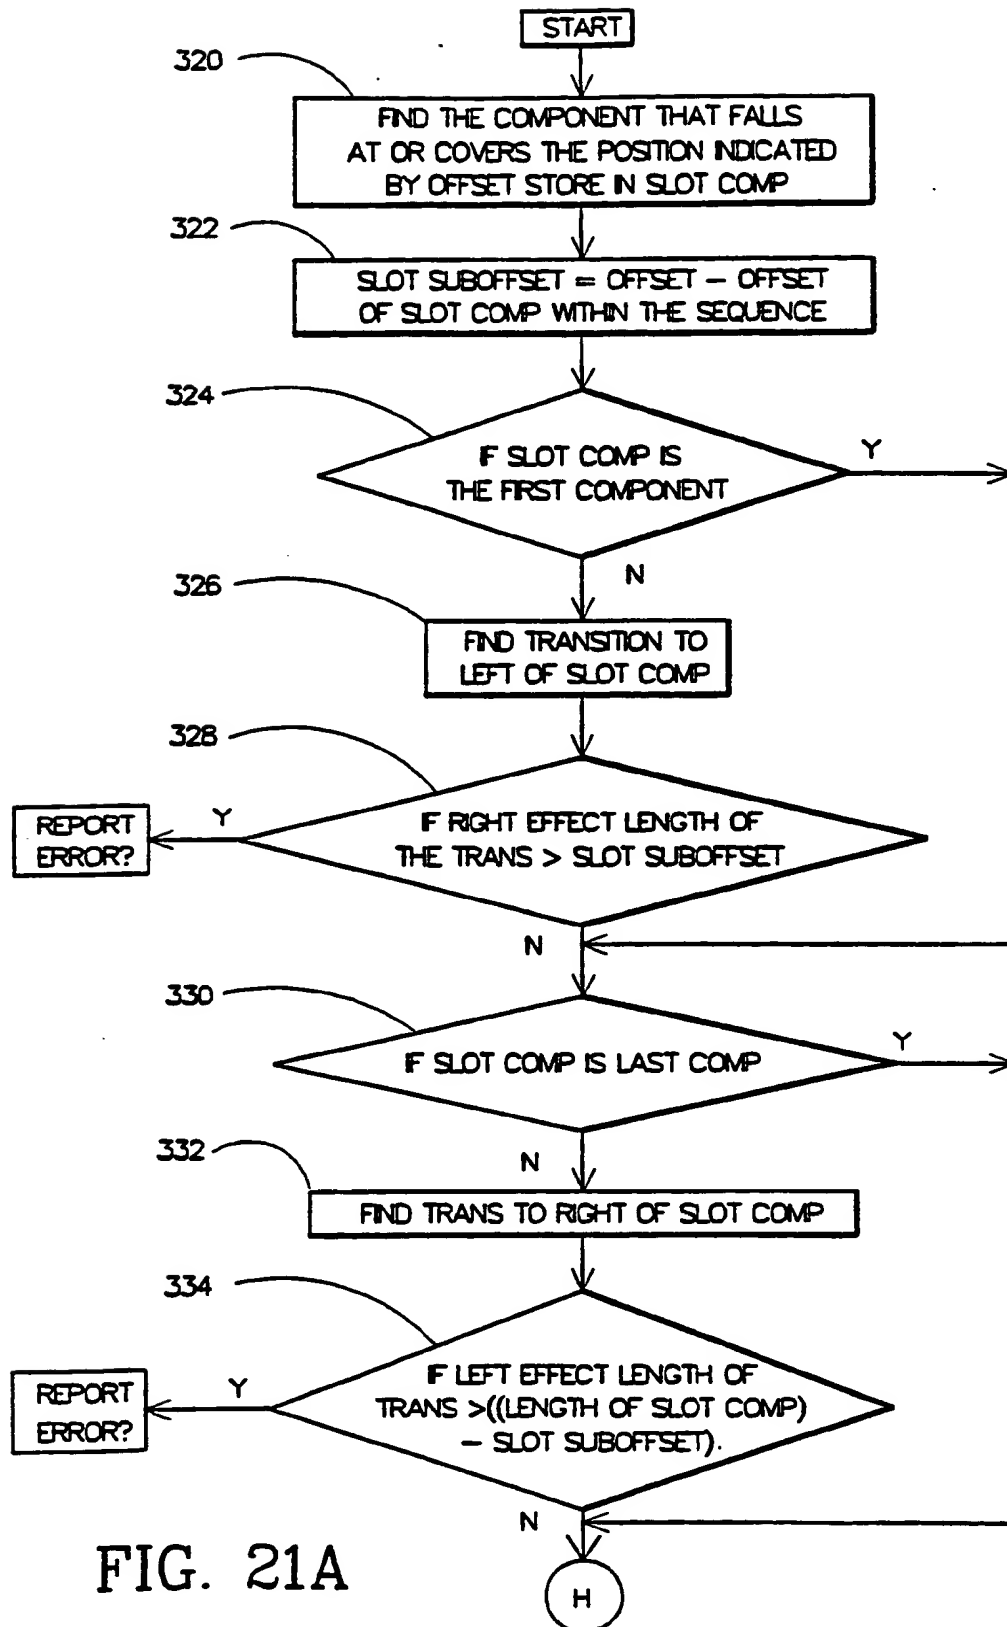 START
320
FIND THE COMPONENT THAT FALLS
AT OR COVERS THE POSITION INDICATED
BY OFFSET STORE IN SLOT COMP
322
SLOT SUBOFFSET = OFFSET - OFFSET
OF SLOT COMP WITHIN THE SEQUENCE
324
IF SLOT COMP IS
THE FIRST COMPONENT
Y
N
326
FIND TRANSITION TO
LEFT OF SLOT COMP
328
IF RIGHT EFFECT LENGTH OF
THE TRANS > SLOT SUBOFFSET
Y
REPORT
ERROR?
N
330
IF SLOT COMP IS LAST COMP
Y
N
332
FIND TRANS TO RIGHT OF SLOT COMP
334
IF LEFT EFFECT LENGTH OF
TRANS >((LENGTH OF SLOT COMP)
- SLOT SUBOFFSET).
Y
REPORT
ERROR?
N
H
FIG. 21A